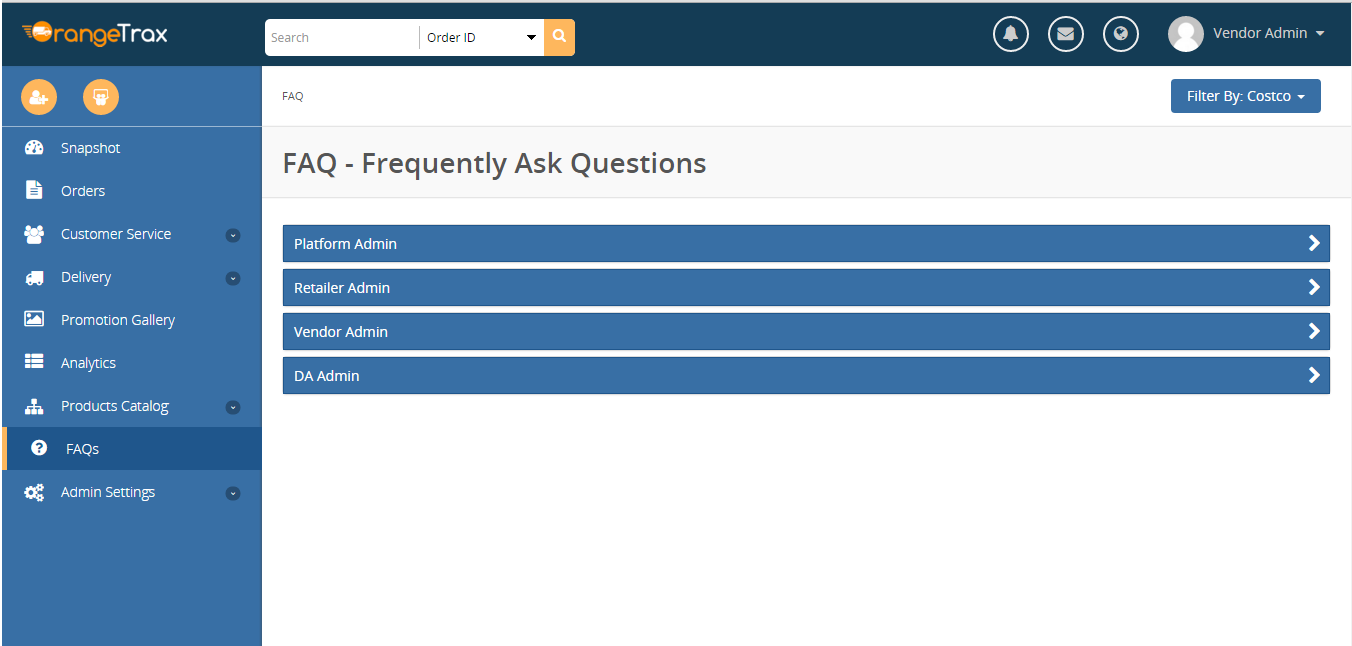 OrangeTrax
Search
Order ID
Vendor Admin
FAQ
Filter By: Costco
Snapshot
Orders
Customer Service
Delivery
Promotion Gallery
Analytics
Products Catalog
FAQs
Admin Settings
FAQ - Frequently Ask Questions
Platform Admin
Retailer Admin
Vendor Admin
DA Admin